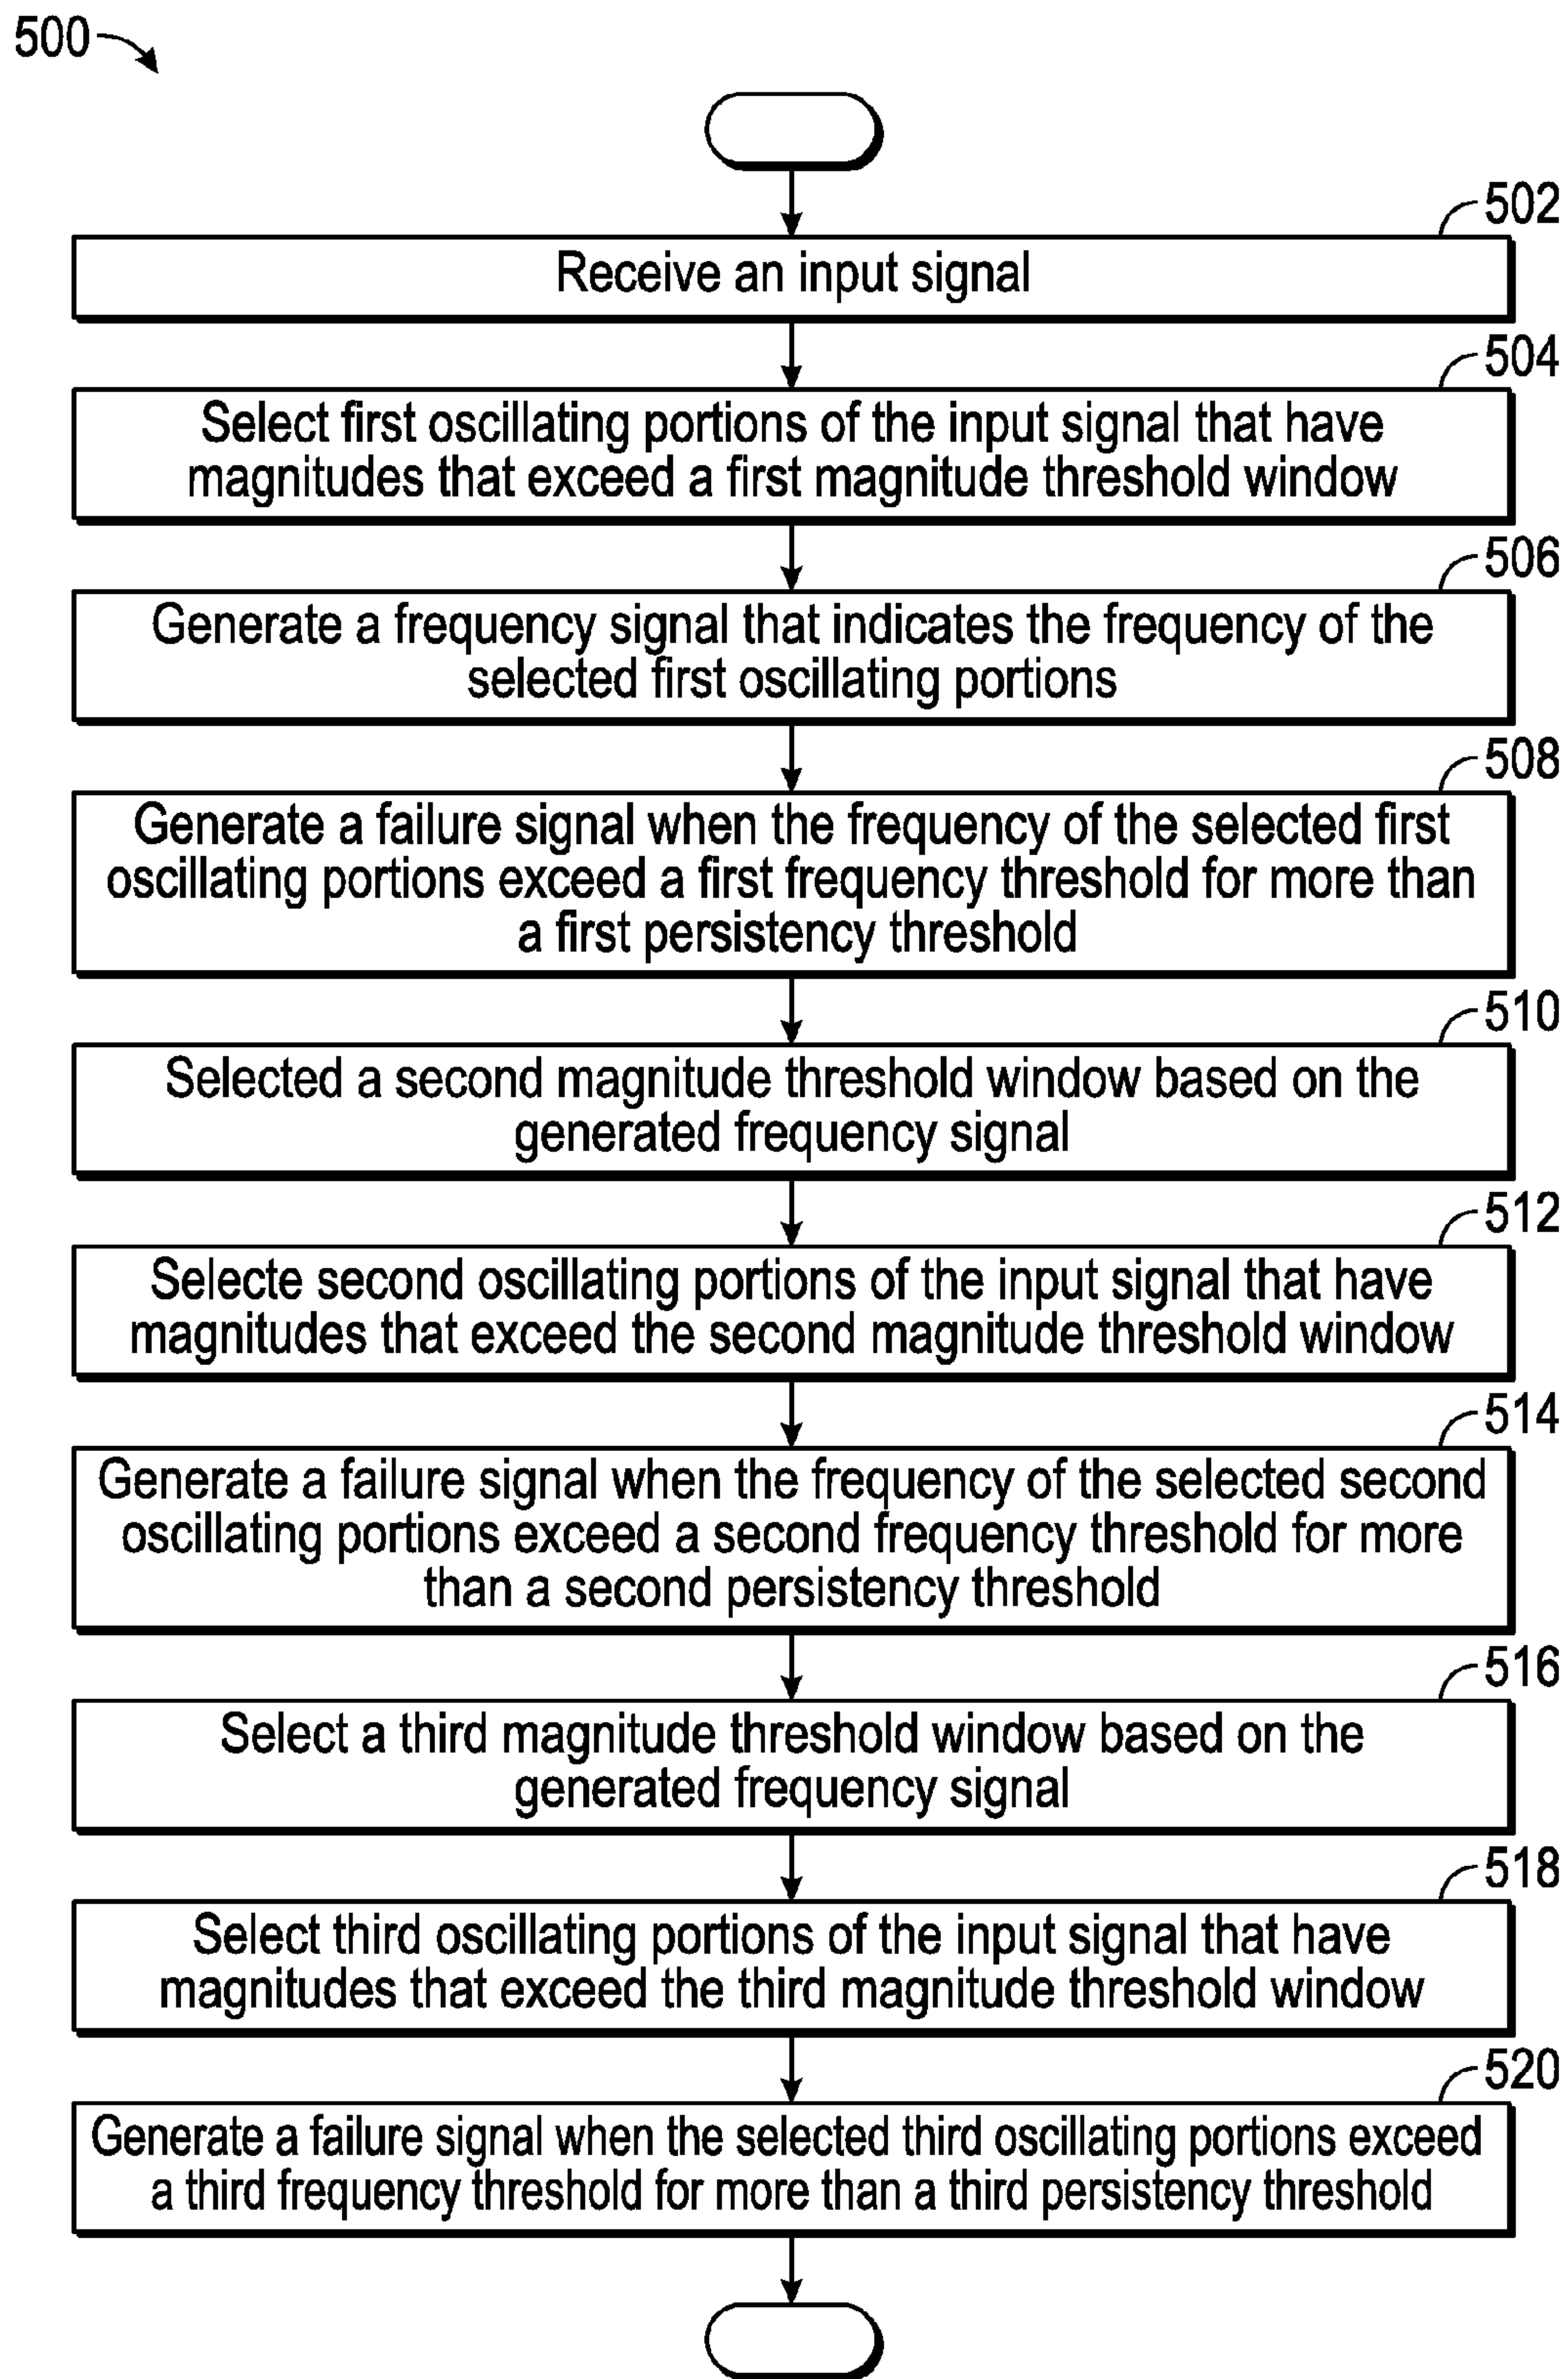 500
502
Receive an input signal
504
Select first oscillating portions of the input signal that have
magnitudes that exceed a first magnitude threshold window
506
Generate a frequency signal that indicates the frequency of the
selected first oscillating portions
508
Generate a failure signal when the frequency of the selected first
oscillating portions exceed a first frequency threshold for more than
a first persistency threshold
510
Selected a second magnitude threshold window based on the
generated frequency signal
512
Selecte second oscillating portions of the input signal that have
magnitudes that exceed the second magnitude threshold window
514
Generate a failure signal when the frequency of the selected second
oscillating portions exceed a second frequency threshold for more
than a second persistency threshold
516
Select a third magnitude threshold window based on the
generated frequency signal
518
Select third oscillating portions of the input signal that have
magnitudes that exceed the third magnitude threshold window
520
Generate a failure signal when the selected third oscillating portions exceed
a third frequency threshold for more than a third persistency threshold